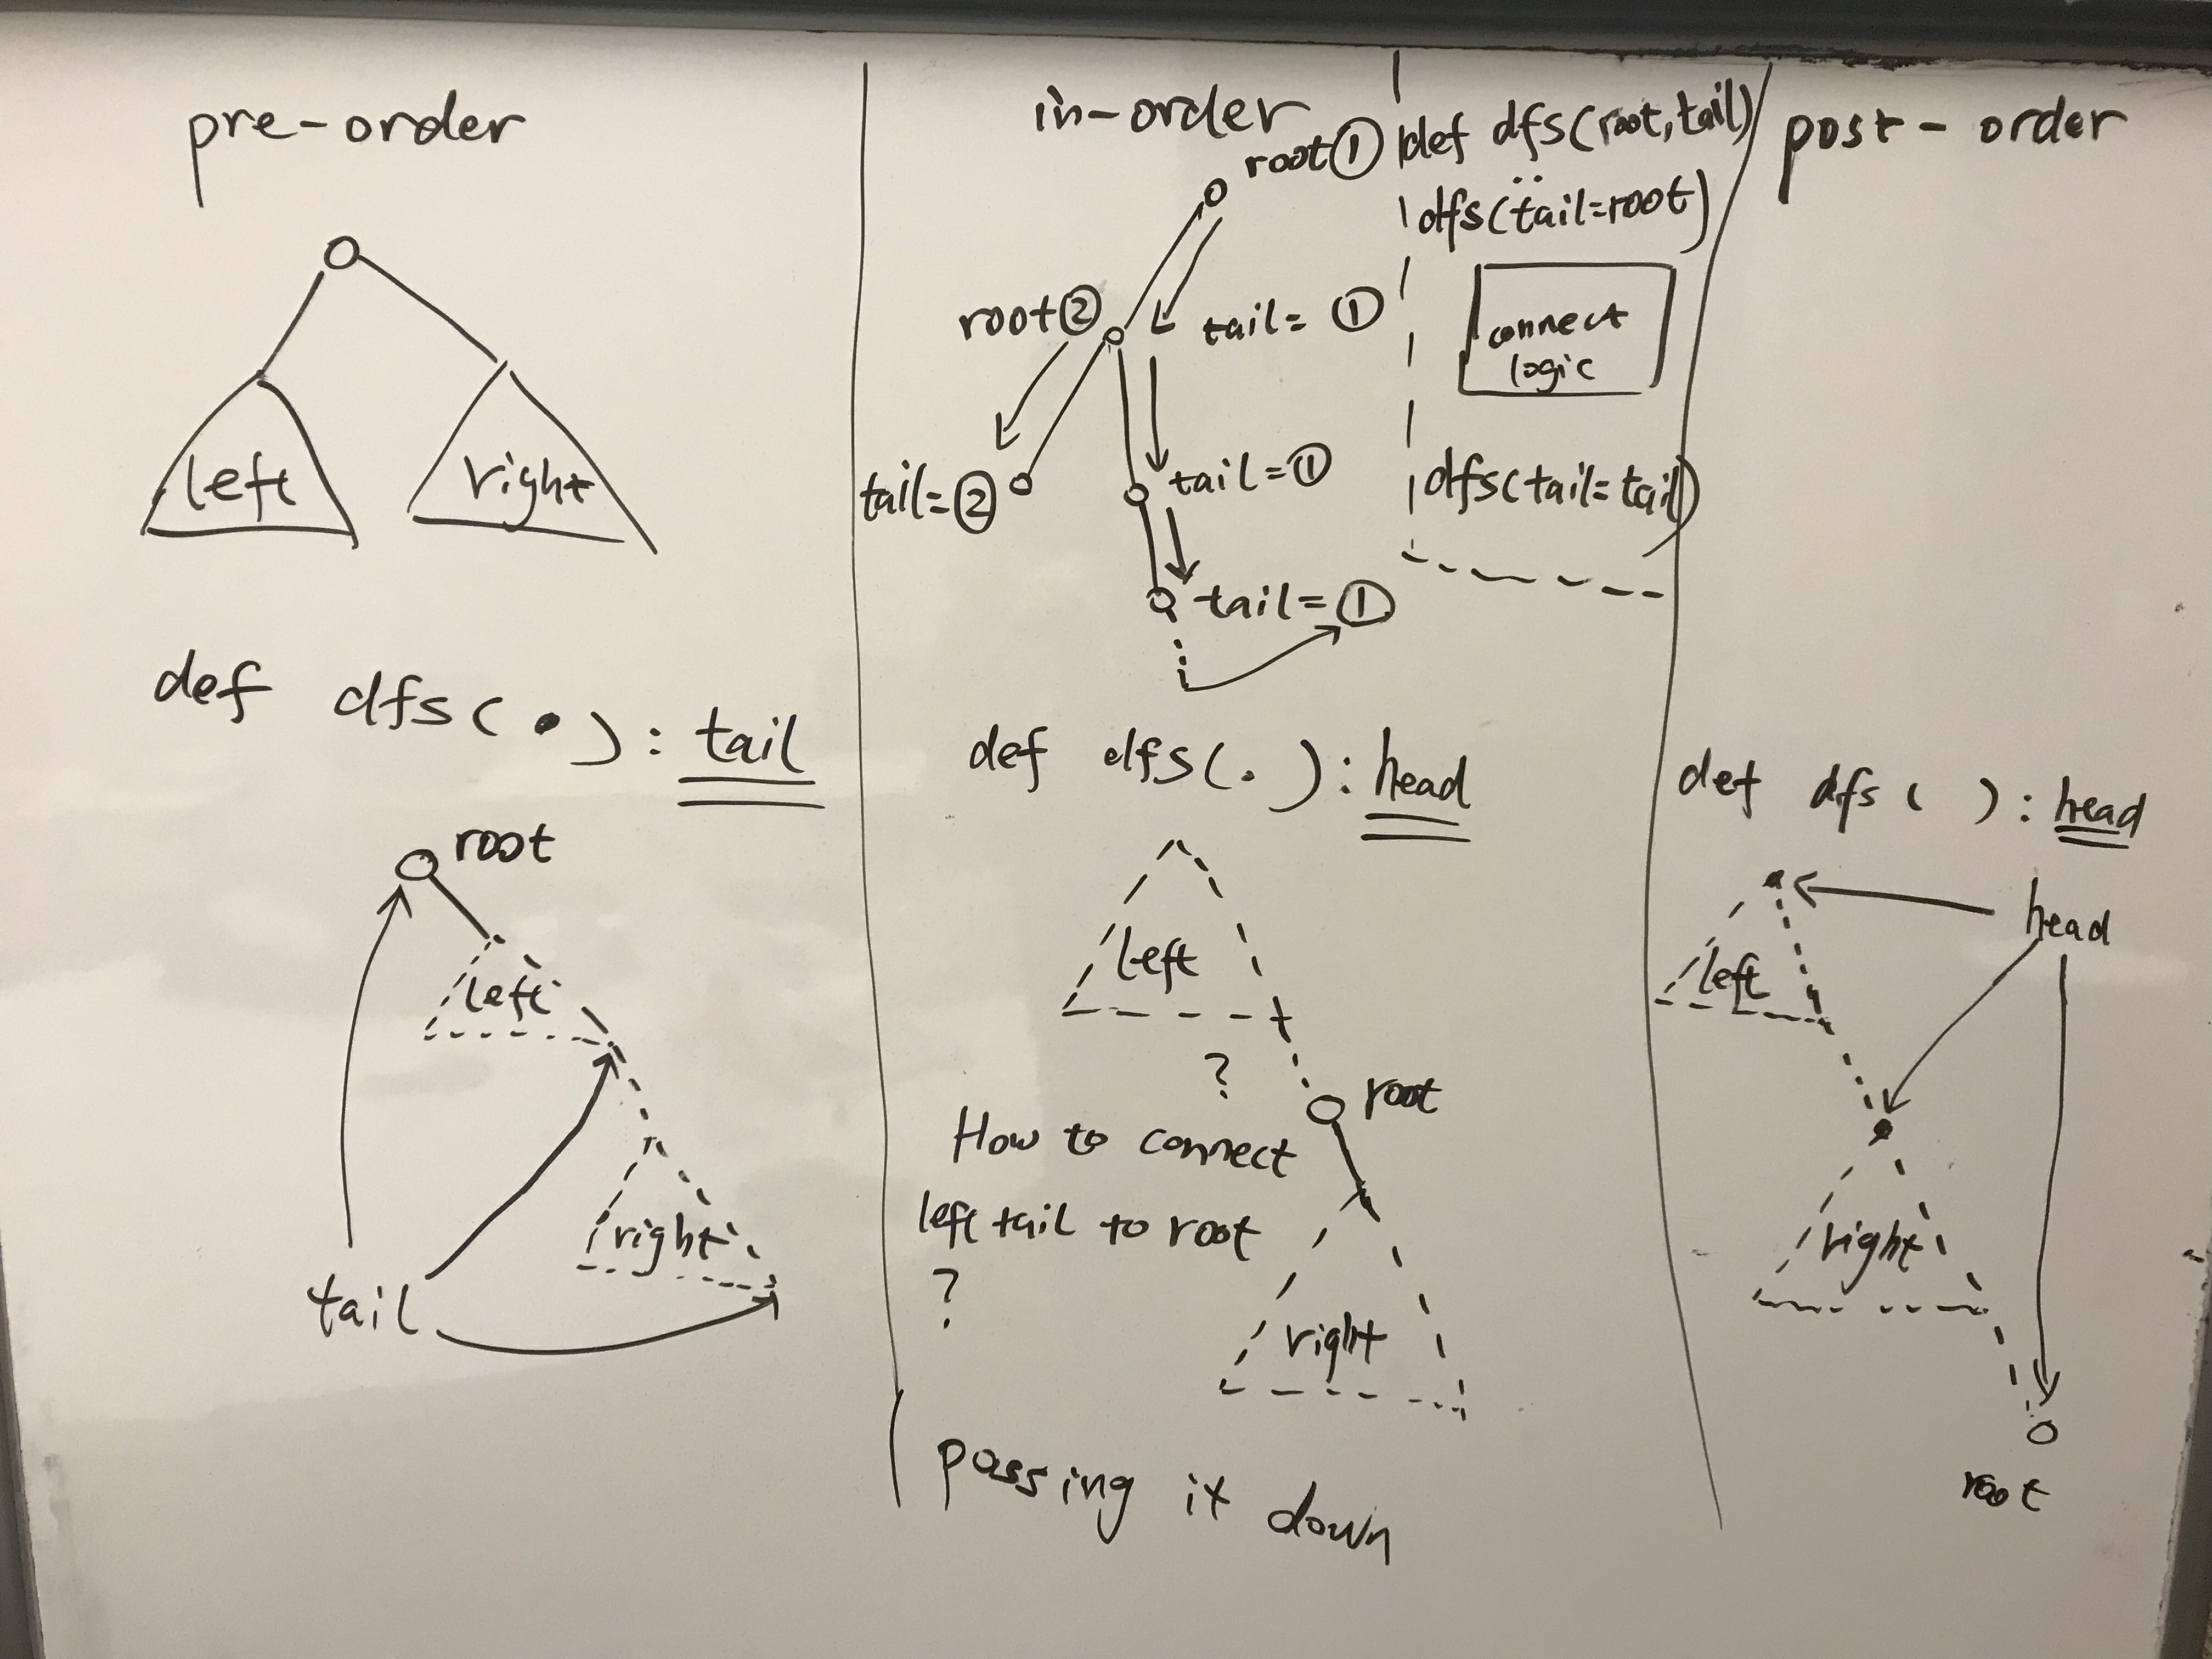 pre-order
left
right
def dfs( • ) : tail
root
left
right
tail
in-order
root①
root②
tail= ①
tail=②
tail=①
tail=①
def dfs(root,tail)
dfs(tail=root)
connect
logic
dfs(tail=tail)
def dfs( . ) : head
left
?
root
How to connect
left tail to root
?
right
passing it down
post-order
def dfs( ) : head
head
left
right
root